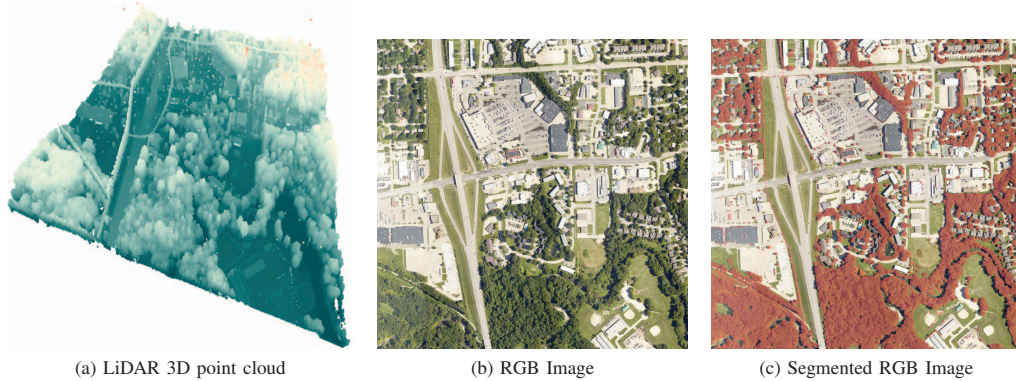 (a) LiDAR 3D point cloud
(b) RGB Image
(c) Segmented RGB Image